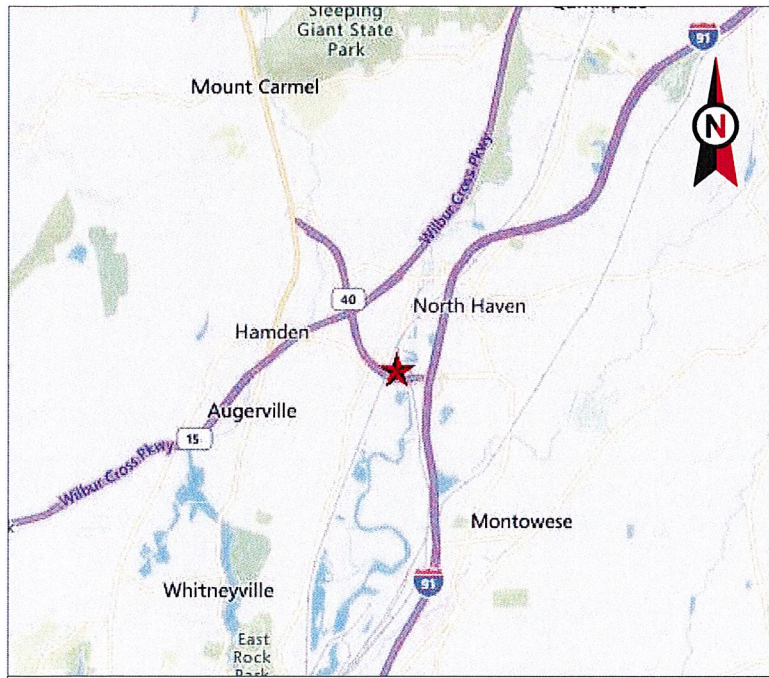 Sleeping
Giant State
Park
91
N
Mount Carmel
Wilbur Cross Pkwy
40
North Haven
Hamden
Augerville
15
Wilbur Cross Pkwy
Montowese
91
Whitneyville
East
Rock
Park